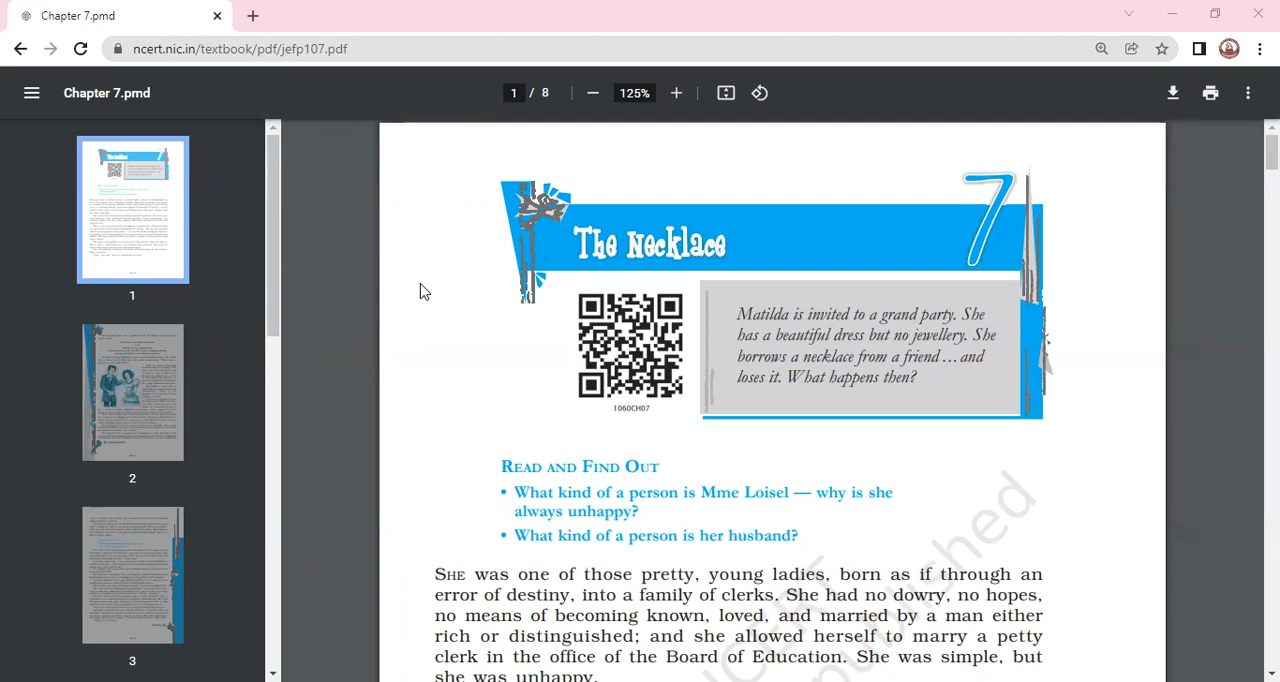 Chapter 7.pmd
ncert.nic.in/textbook/pdf/jefp107.pdf
Chapter 7.pmd
1 / 8
125%
1
2
3
7
The Necklace
Matilda is invited to a grand party. She
has a beautiful dress but no jewellery. She
borrows a necklace from a friend...and
loses it. What happens then?
1060CH07
READ AND FIND OUT
• What kind of a person is Mme Loisel — why is she
always unhappy?
• What kind of a person is her husband?
SHE was one of those pretty, young ladies, born as if through an
error of destiny, into a family of clerks. She had no dowry, no hopes,
no means of becoming known, loved, and married by a man either
rich or distinguished; and she allowed herself to marry a petty
clerk in the office of the Board of Education. She was simple, but
she was unhappy.